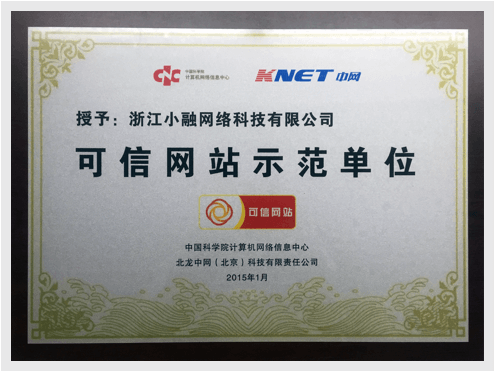 CNC 中国科学院
计算机网络信息中心
KNET 中网
授予：浙江小融网络科技有限公司
可信网站示范单位
可信网站
中国科学院计算机网络信息中心
北龙中网（北京）科技有限责任公司
2015年1月